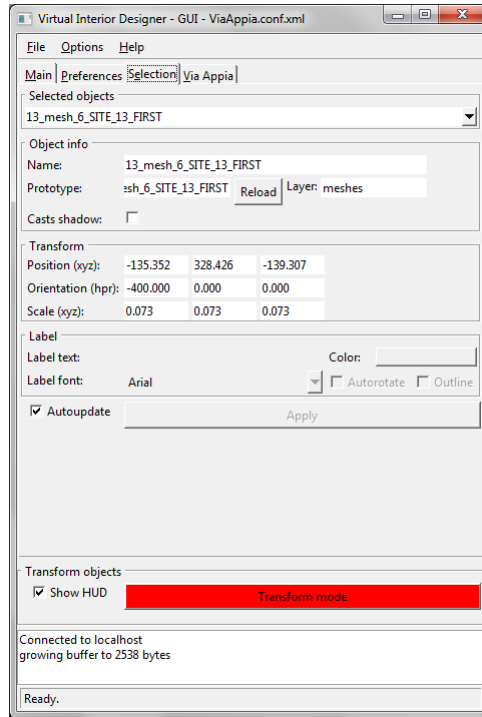 Virtual Interior Designer - GUI - ViaAppia.conf.xml
File Options Help
Main Preferences Selection Via Appia
Selected objects
13_mesh_6_SITE_13_FIRST
Object info
Name: 13_mesh_6_SITE_13_FIRST
Prototype: esh_6_SITE_13_FIRST Reload Layer: meshes
Casts shadow:
Transform
Position (xyz): -135.352 328.426 -139.307
Orientation (hpr): -400.000 0.000 0.000
Scale (xyz): 0.073 0.073 0.073
Label
Label text: Color:
Label font: Arial Autorotate Outline
Autoupdate Apply
Transform objects
Show HUD Transform mode
Connected to localhost
growing buffer to 2538 bytes
Ready.